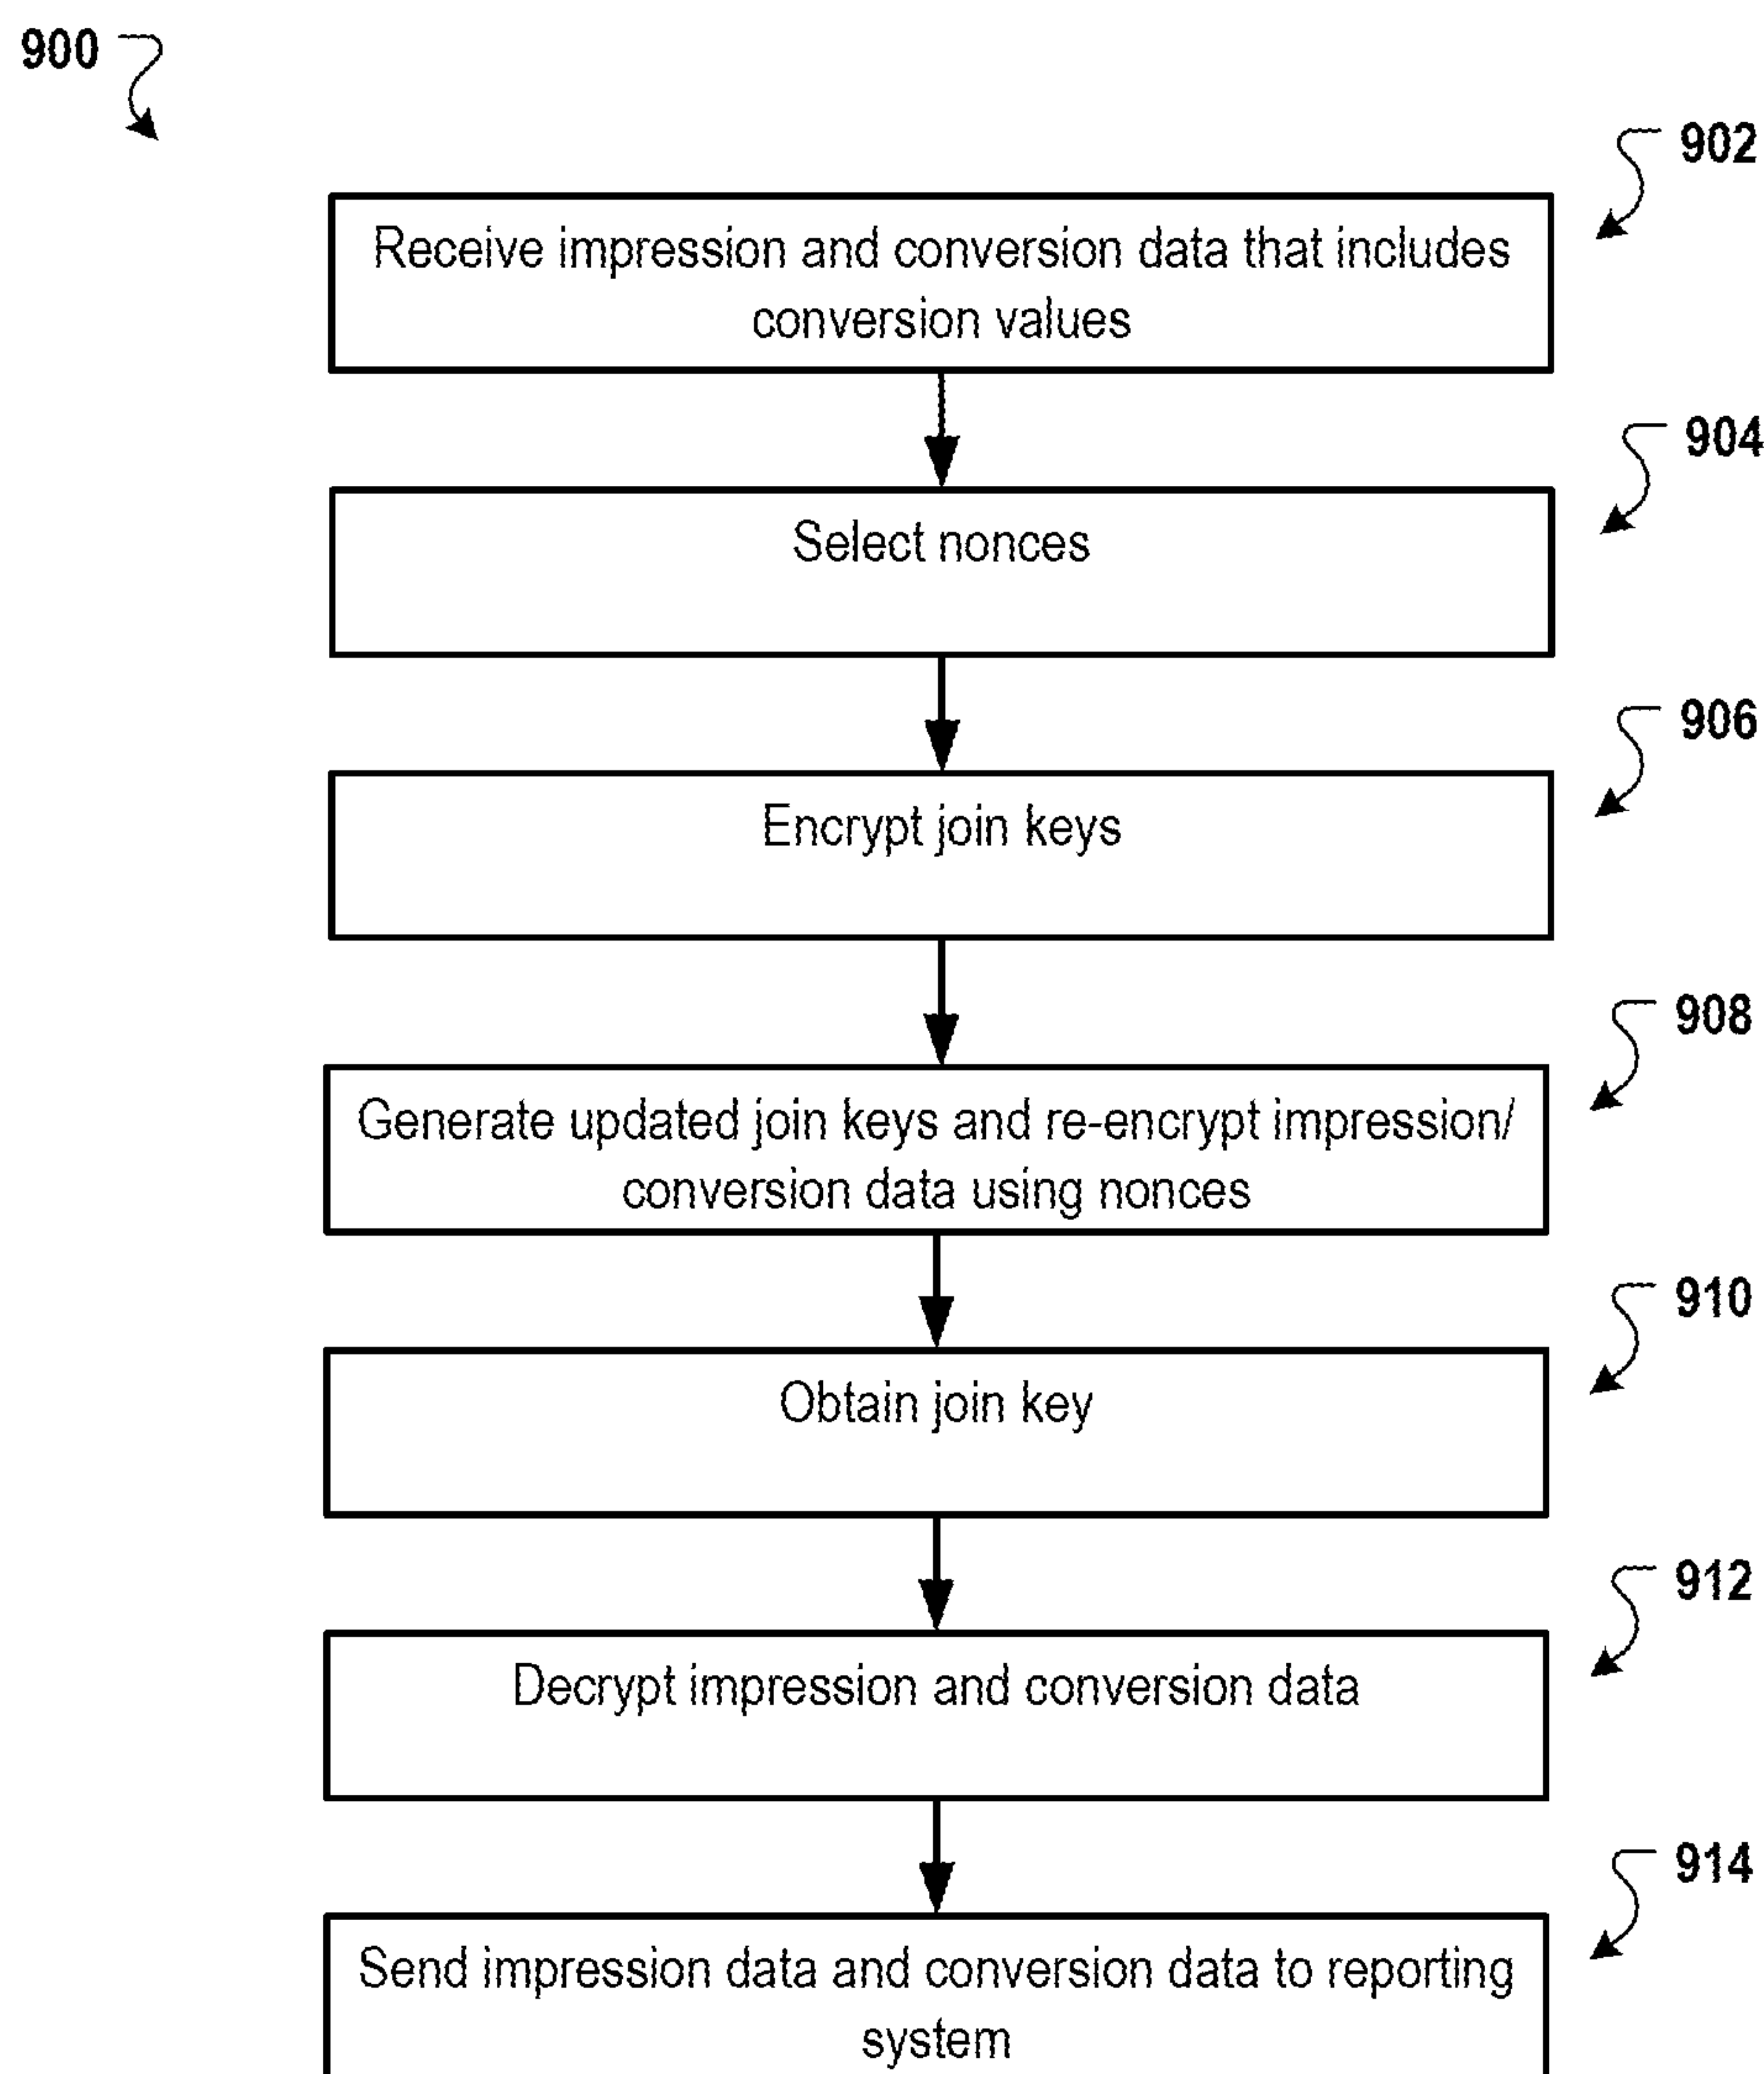 900
902
Receive impression and conversion data that includes
conversion values
904
Select nonces
906
Encrypt join keys
908
Generate updated join keys and re-encrypt impression/
conversion data using nonces
910
Obtain join key
912
Decrypt impression and conversion data
914
Send impression data and conversion data to reporting
system